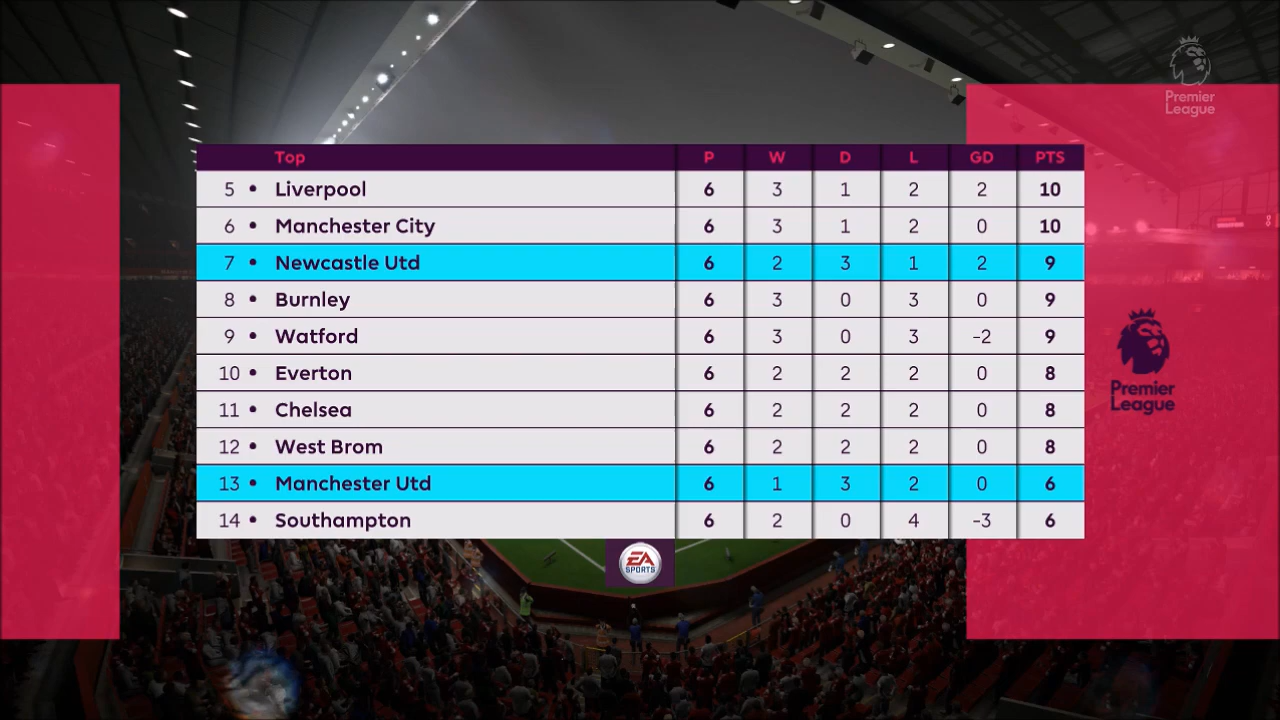 Premier
League
Top P W D L GD PTS
5 • Liverpool 6 3 1 2 2 10
6 • Manchester City 6 3 1 2 0 10
7 • Newcastle Utd 6 2 3 1 2 9
8 • Burnley 6 3 0 3 0 9
9 • Watford 6 3 0 3 -2 9
10 • Everton 6 2 2 2 0 8
11 • Chelsea 6 2 2 2 0 8
12 • West Brom 6 2 2 2 0 8
13 • Manchester Utd 6 1 3 2 0 6
14 • Southampton 6 2 0 4 -3 6
Premier
League
EA
SPORTS